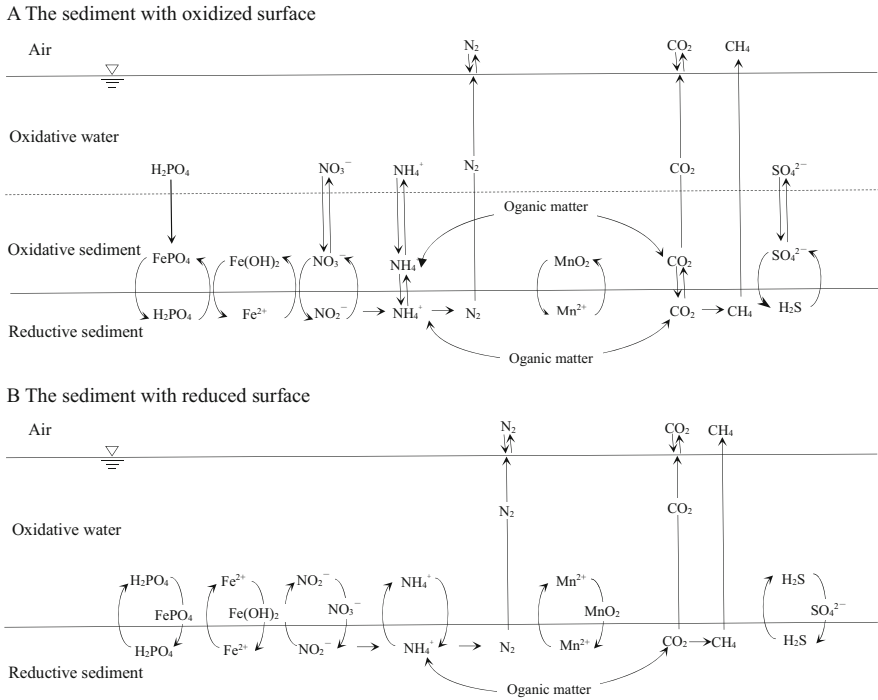 A The sediment with oxidized surface
Air N₂ CO₂ CH₄
Oxidative water
H₂PO₄ NO₃⁻ NH₄⁺ N₂ CO₂ SO₄²⁻
Oganic matter
Oxidative sediment FePO₄ Fe(OH)₂ NO₃⁻ NH₄ MnO₂ CO₂ SO₄²⁻
H₂PO₄ Fe²⁺ NO₂⁻ NH₄⁺ N₂ Mn²⁺ CO₂ CH₄ H₂S
Reductive sediment
Oganic matter
B The sediment with reduced surface
Air N₂ CO₂ CH₄
N₂ CO₂
Oxidative water
H₂PO₄ Fe²⁺ NO₂⁻ NH₄⁺ Mn²⁺ H₂S
FePO₄ Fe(OH)₂ NO₃⁻ MnO₂ SO₄²⁻
H₂PO₄ Fe²⁺ NO₂⁻ NH₄⁺ N₂ Mn²⁺ CO₂ CH₄ H₂S
Reductive sediment
Oganic matter